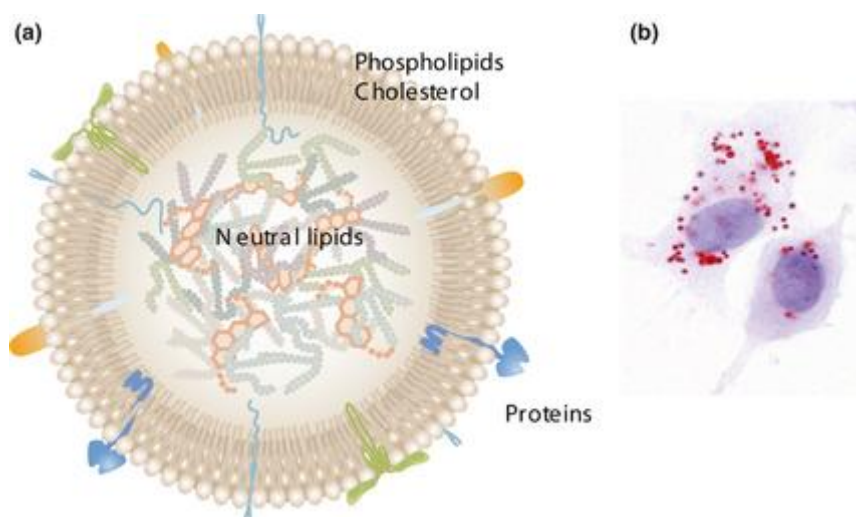 (a)
(b)
Phospholipids
Cholesterol
Neutral lipids
Proteins